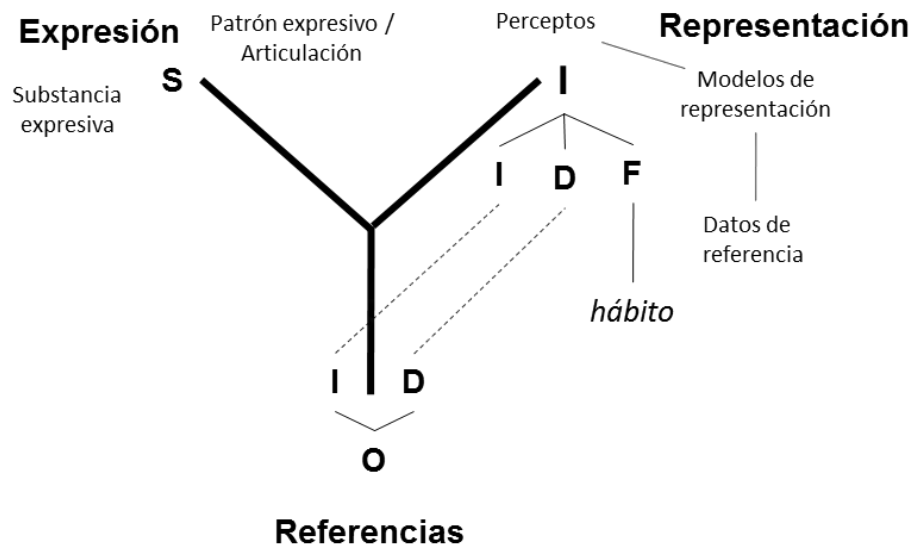 Expresión
Patrón expresivo /
Articulación
Perceptos
Representación
S
I
Substancia
expresiva
Modelos de
representación
I D F
Datos de
referencia
hábito
I D
O
Referencias